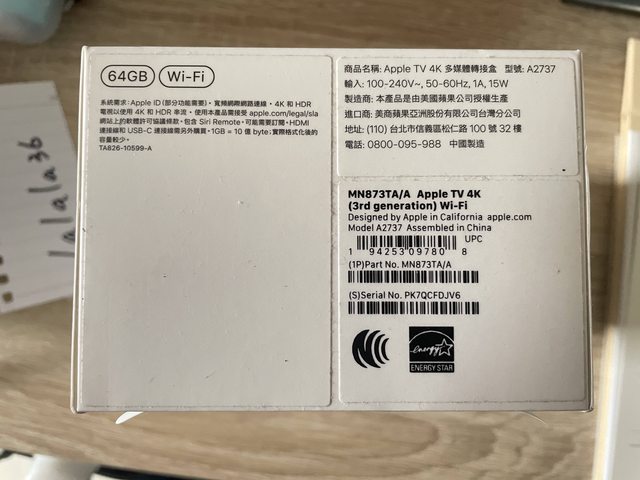 64GB Wi-Fi
系統需求:Apple ID (部分功能需要)，寬頻網際網路連線。4K 和 HDR
電視以使用 4K 和 HDR 串流。使用本產品前需接受 apple.com/legal/sla
網站上的軟體許可協議條款。包含 Siri Remote。可能需要訂閱。HDMI
連接線和 USB-C 連接線需另外購買。1GB = 10 億 byte；實際格式化後的
容量較少。
TA826-10599-A
商品名稱: Apple TV 4K 多媒體轉接盒 型號: A2737
輸入: 100-240V~, 50-60Hz, 1A, 15W
製造商: 本產品是由美國蘋果公司授權生產
進口商: 美商蘋果亞洲股份有限公司台灣分公司
地址: (110) 台北市信義區松仁路 100 號 32 樓
電話: 0800-095-988 中國製造
MN873TA/A Apple TV 4K
(3rd generation) Wi-Fi
Designed by Apple in California apple.com
Model A2737 Assembled in China
UPC
1 94253 09780 8
(1P)Part No. MN873TA/A
(S)Serial No. PK7QCFDJV6
energy
ENERGY STAR
lalala36